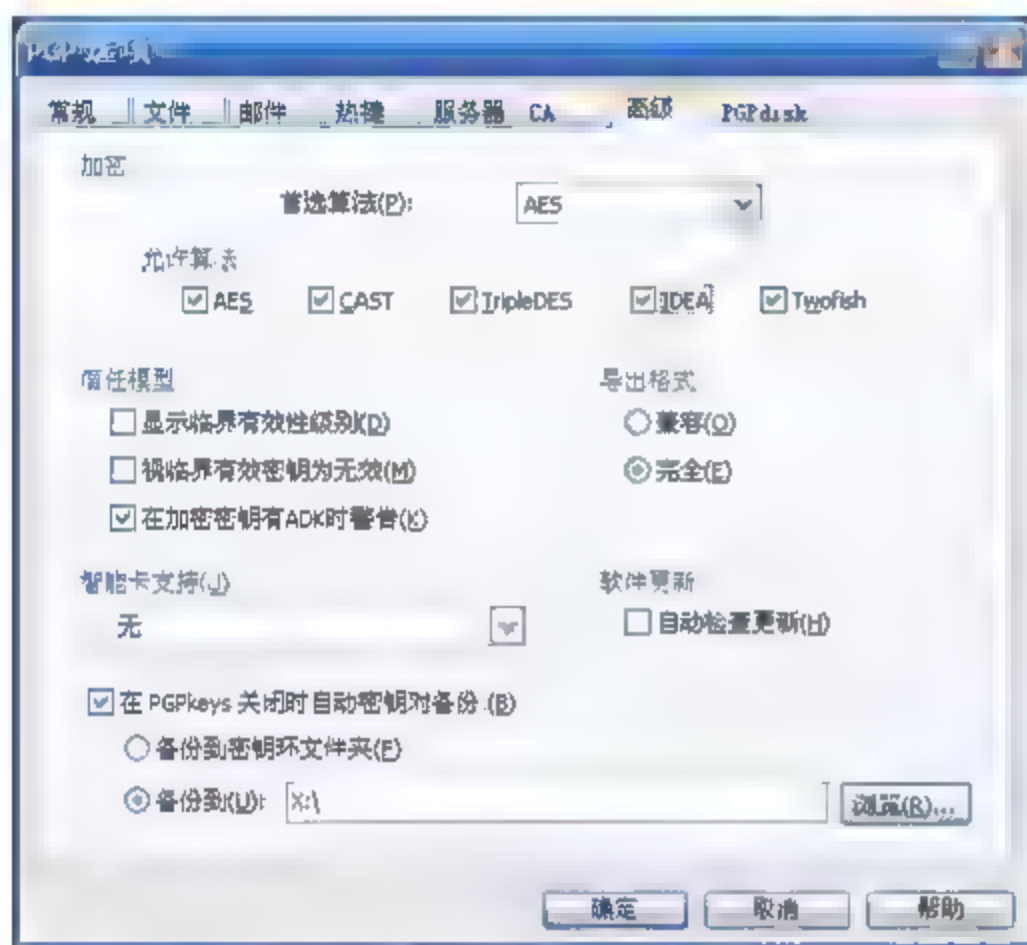 常规 文件 邮件 热键 服务器 CA 高级 PGPdisk
加密
首选算法(P): AES
允许算法
AES CAST TripleDES IDEA Twofish
信任模型 导出格式
显示临界有效性级别(D) 兼容(O)
视临界有效密钥为无效(M) 完全(E)
在加密密钥有ADK时警告(K)
智能卡支持(J) 软件更新
无 自动检查更新(H)
在 PGPkeys 关闭时自动密钥对备份.(B)
备份到密钥环文件夹(F)
备份到(U): X:\ 浏览(R)...
确定 取消 帮助